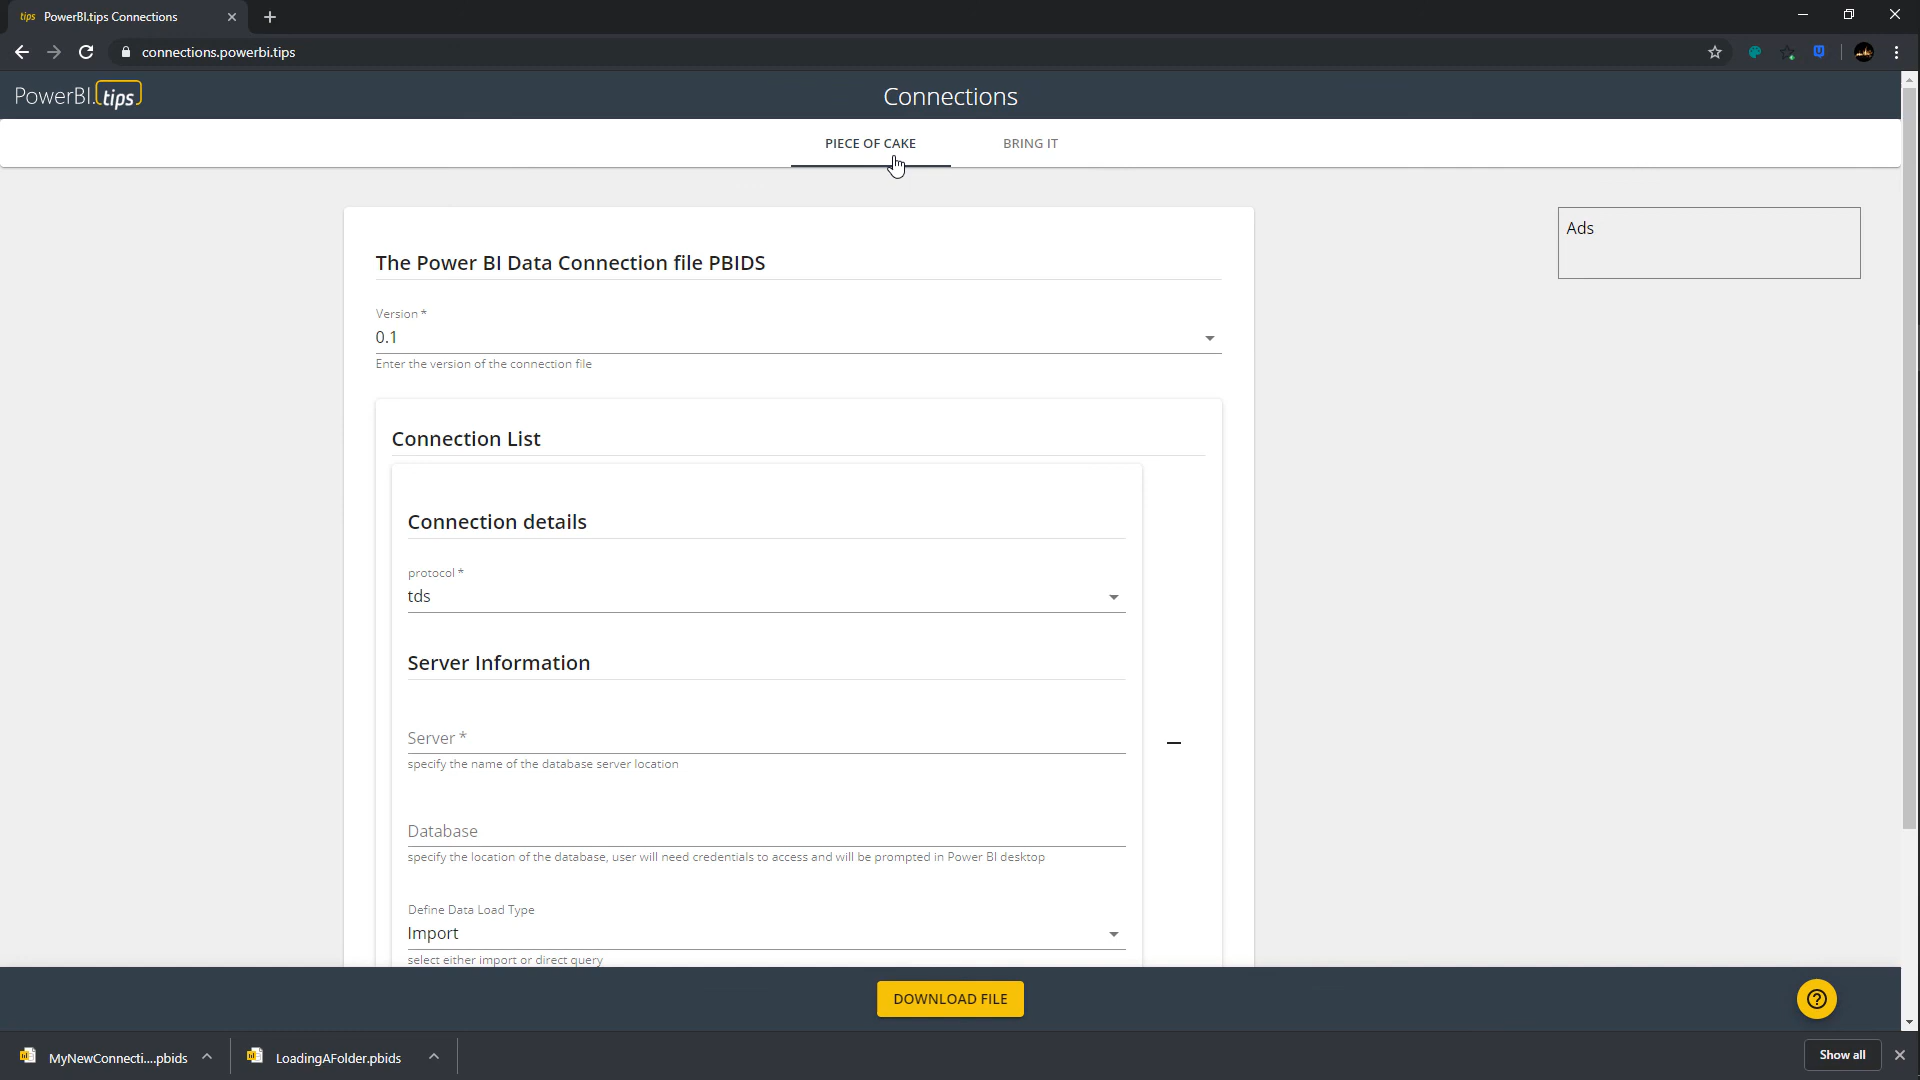 tips PowerBI.tips Connections
connections.powerbi.tips
PowerBI.tips
Connections
PIECE OF CAKE
BRING IT
Ads
The Power BI Data Connection file PBIDS
Version *
0.1
Enter the version of the connection file
Connection List
Connection details
protocol *
tds
Server Information
Server *
specify the name of the database server location
Database
specify the location of the database, user will need credentials to access and will be prompted in Power BI desktop
Define Data Load Type
Import
select either import or direct query
DOWNLOAD FILE
MyNewConnecti....pbids
LoadingAFolder.pbids
Show all